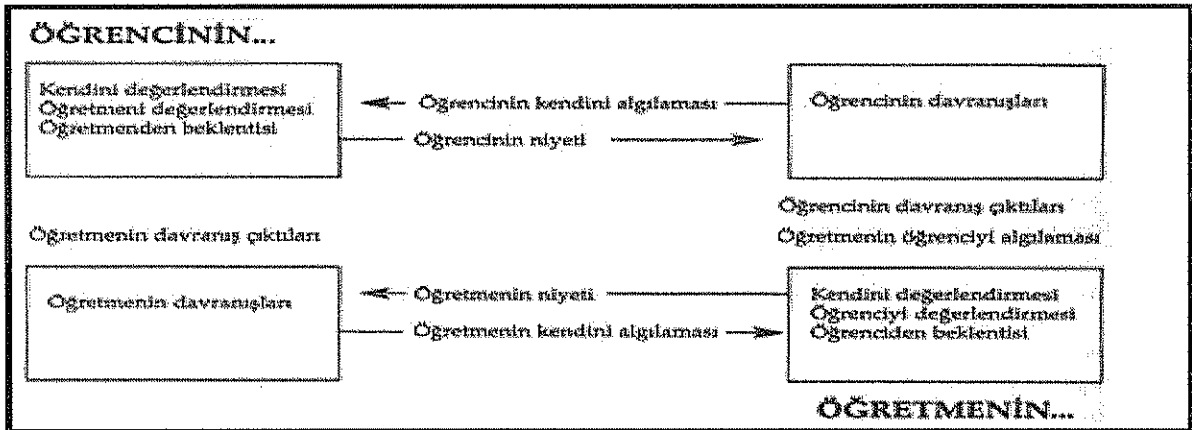 ÖĞRENCİNİN...
Kendini değerlendirmesi
Öğretmeni değerlendirmesi
Öğretmenden beklentisi
Öğrencinin kendini algılaması
Öğrencinin niyeti
Öğrencinin davranışları
Öğrencinin davranış çıktıları
Öğretmenin davranış çıktıları
Öğretmenin öğrenciyi algılaması
Öğretmenin davranışları
Öğretmenin niyeti
Öğretmenin kendini algılaması
Kendini değerlendirmesi
Öğrenciyi değerlendirmesi
Öğrenciden beklentisi
ÖĞRETMENİN...